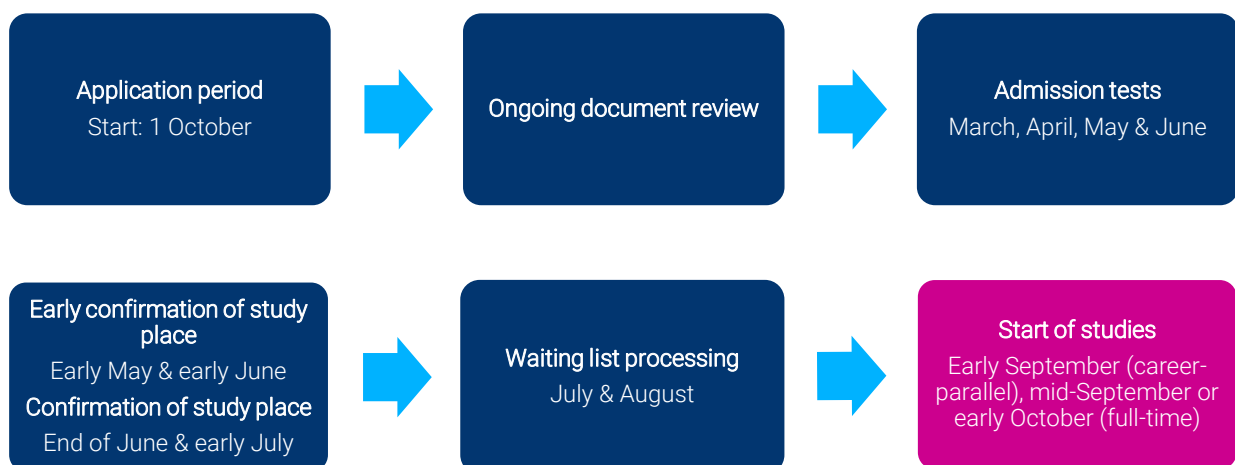 Application period
Start: 1 October
Ongoing document review
Admission tests
March, April, May & June
Early confirmation of study
place
Early May & early June
Confirmation of study place
End of June & early July
Waiting list processing
July & August
Start of studies
Early September (career-
parallel), mid-September or
early October (full-time)